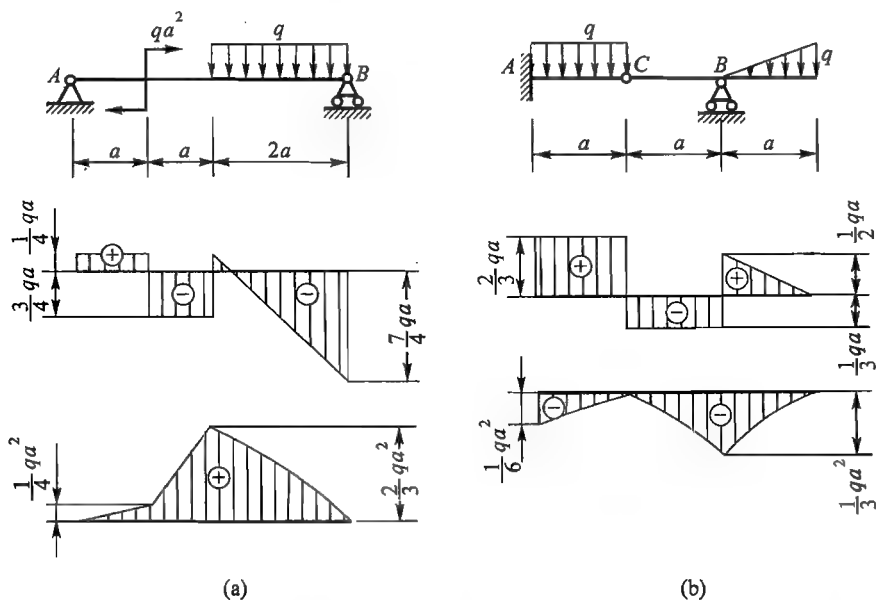 qa²
q
A
B
a
a
2a
1/4 qa
3/4 qa
+
−
−
7/4 qa
1/4 qa²
+
2/3 qa²
(a)
q
A
C
B
q
a
a
a
2/3 qa
+
−
+
1/2 qa
1/3 qa
1/6 qa²
−
−
1/3 qa²
(b)